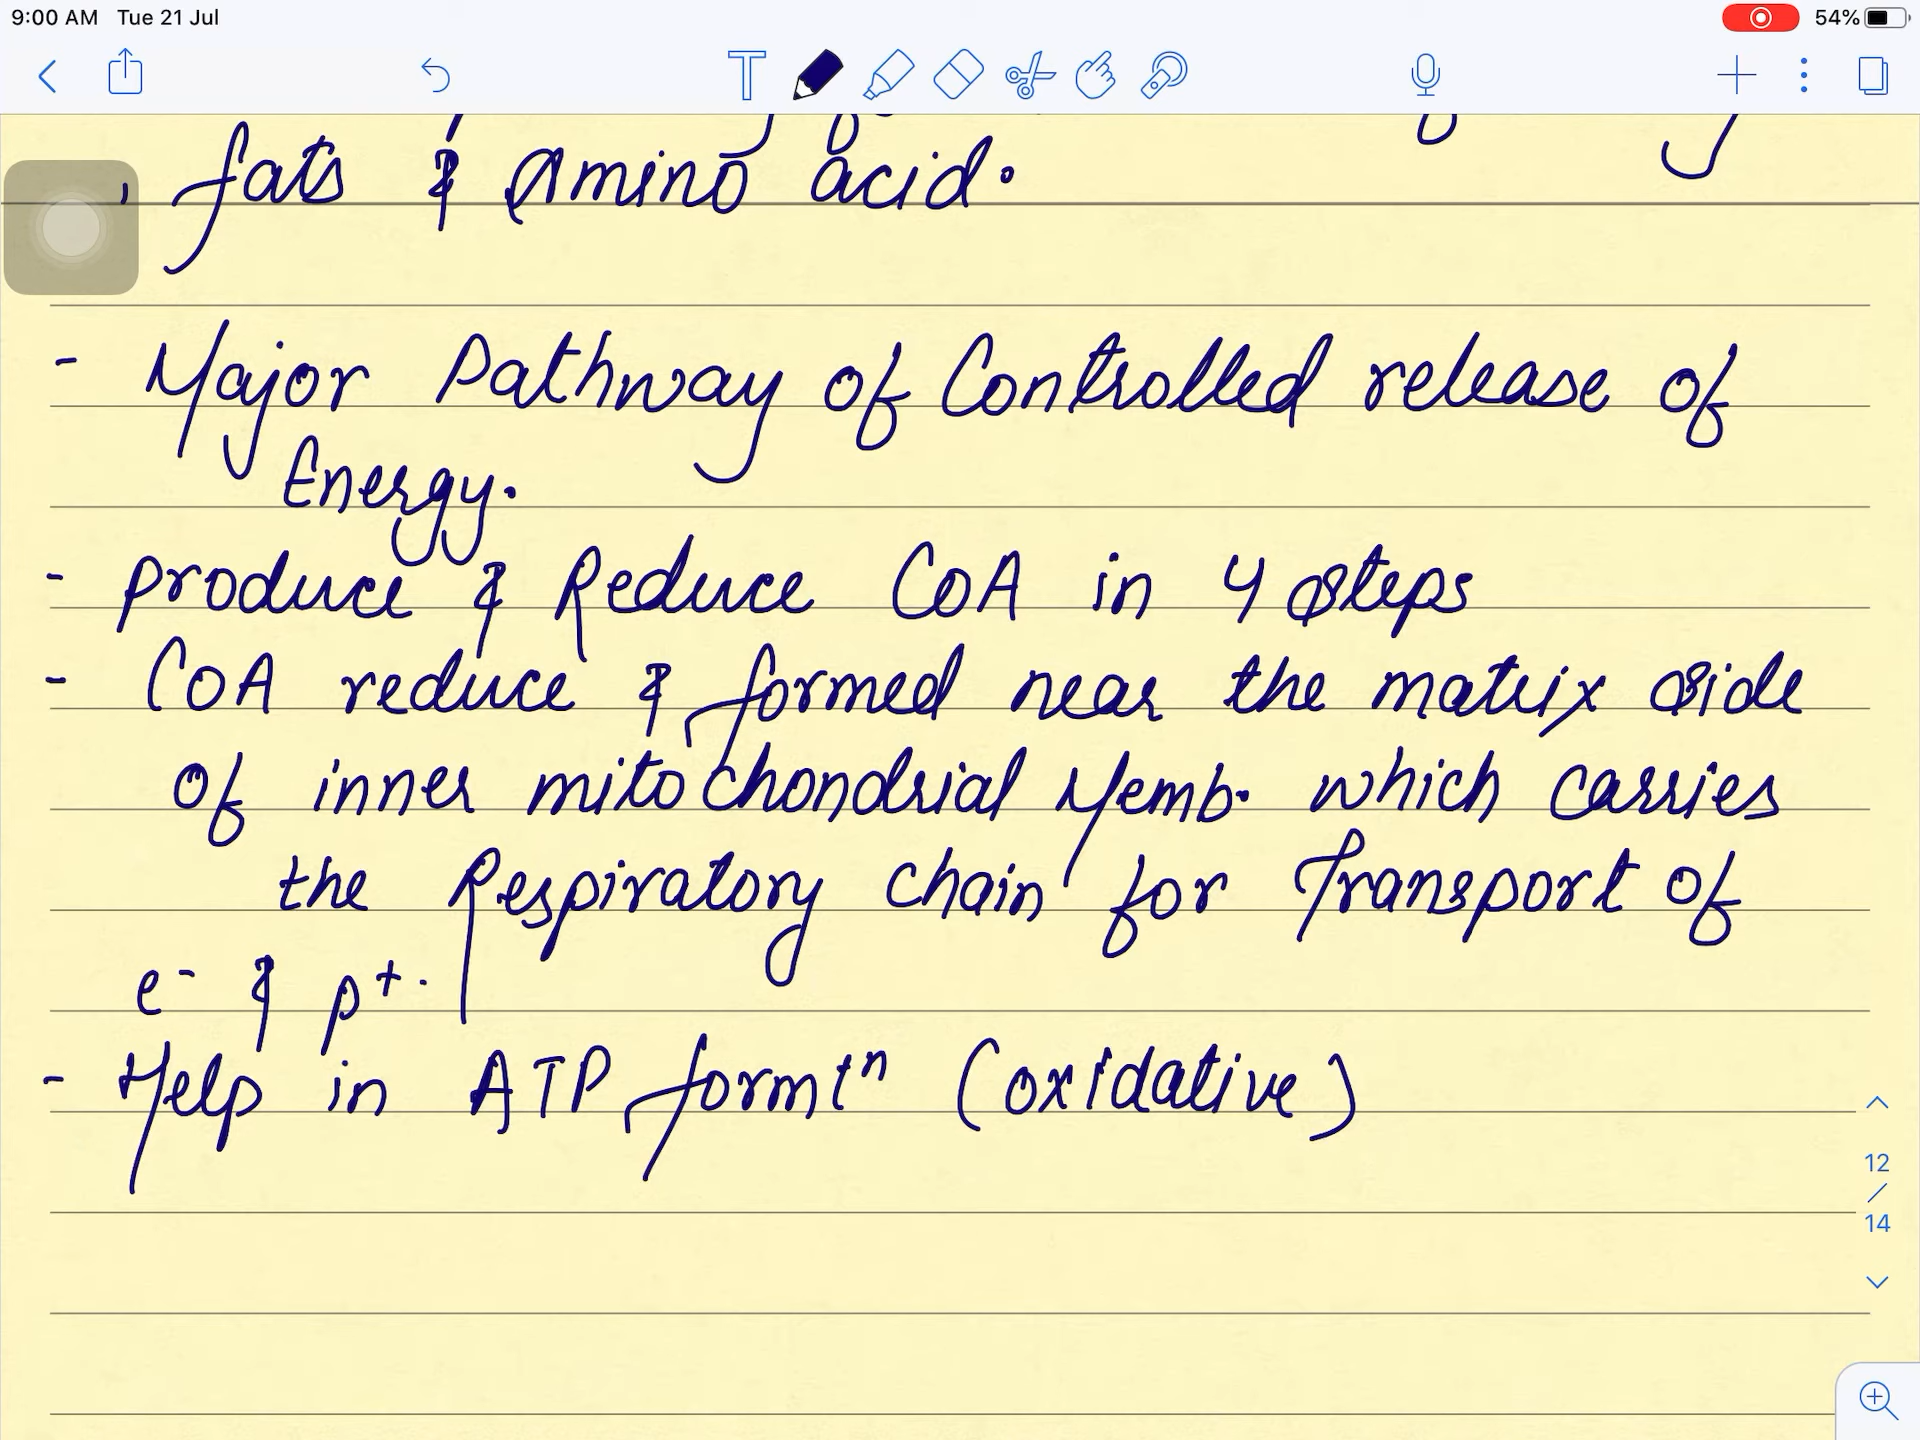 9:00 AM Tue 21 Jul 54%
, fats & Amino acid.
- Major Pathway of Controlled release of
Energy.
- Produce & Reduce CoA in 4 steps
- CoA reduce & formed near the matrix side
of inner mitochondrial Memb. which carries
the Respiratory chain for Transport of
e⁻ & p⁺.
- Help in ATP formtⁿ (oxidative)
12
/
14